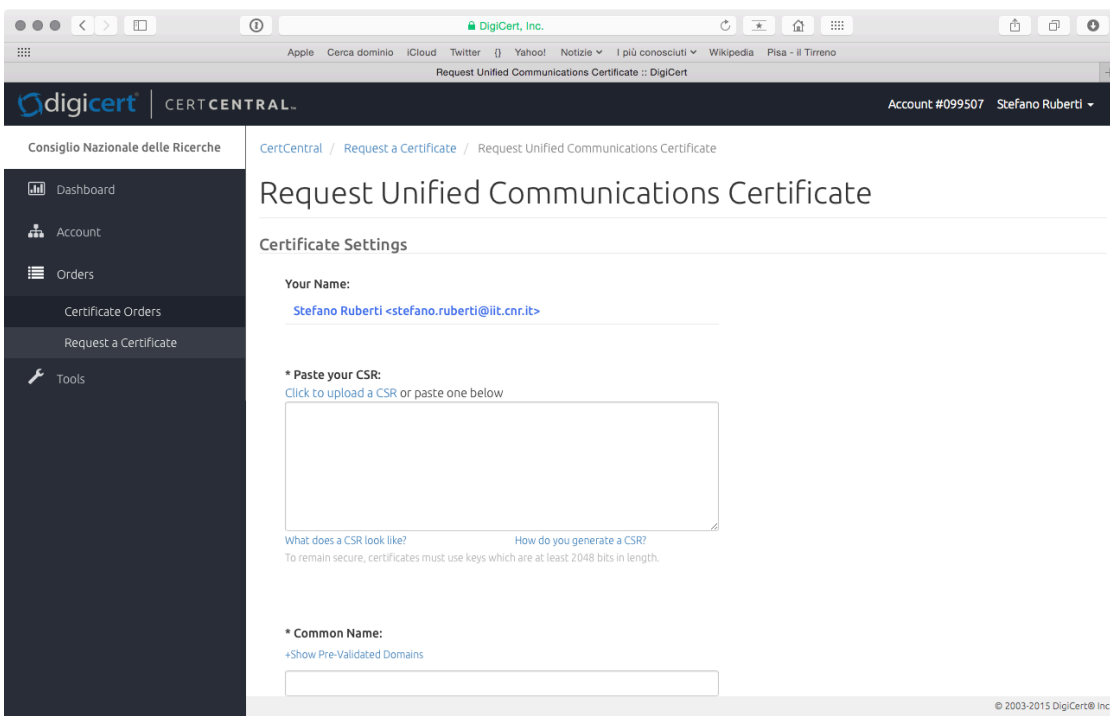 DigiCert, Inc.
Apple Cerca dominio iCloud Twitter {} Yahoo! Notizie I più conosciuti Wikipedia Pisa - il Tirreno
Request Unified Communications Certificate :: DigiCert
digicert® CERTCENTRAL™
Account #099507 Stefano Ruberti
Consiglio Nazionale delle Ricerche
CertCentral / Request a Certificate / Request Unified Communications Certificate
Dashboard
Account
Orders
Certificate Orders
Request a Certificate
Tools
Request Unified Communications Certificate
Certificate Settings
Your Name:
Stefano Ruberti <stefano.ruberti@iit.cnr.it>
* Paste your CSR:
Click to upload a CSR or paste one below
What does a CSR look like? How do you generate a CSR?
To remain secure, certificates must use keys which are at least 2048 bits in length.
* Common Name:
+Show Pre-Validated Domains
© 2003-2015 DigiCert® Inc